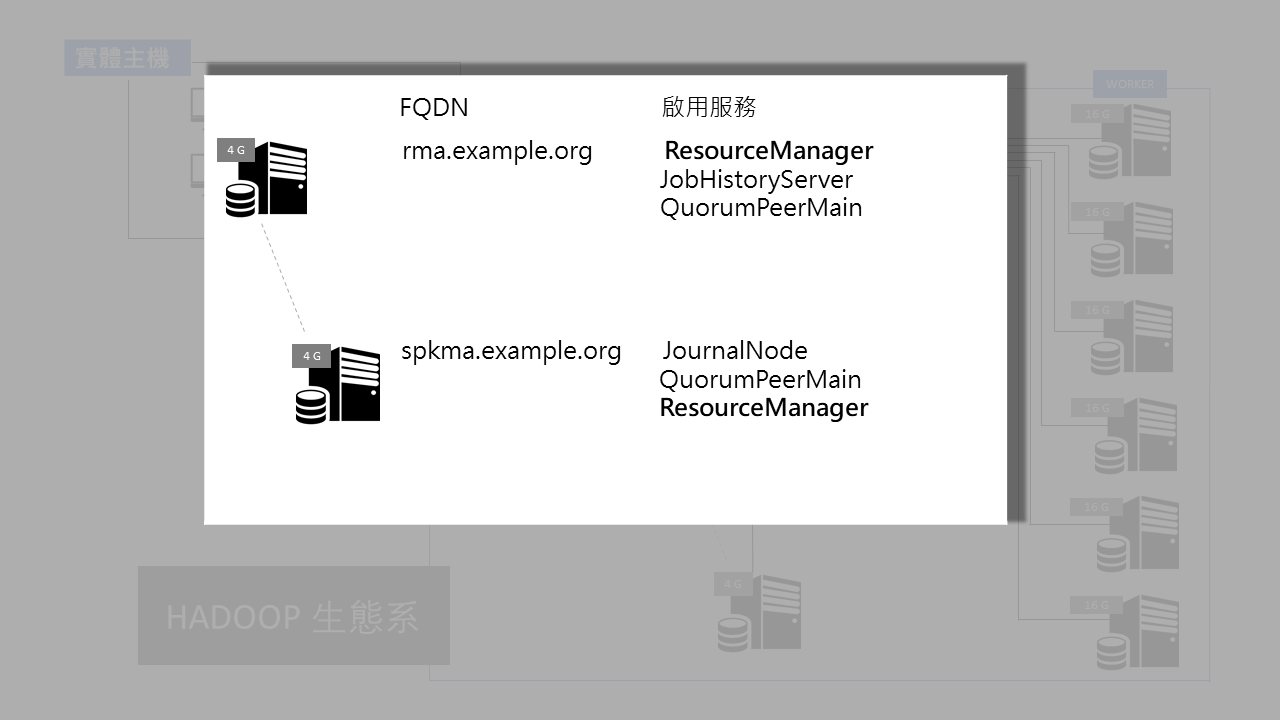 實體主機
WORKER
FQDN 啟用服務
4 G
rma.example.org ResourceManager
JobHistoryServer
QuorumPeerMain
4 G
spkma.example.org JournalNode
QuorumPeerMain
ResourceManager
16 G
16 G
16 G
16 G
16 G
16 G
4 G
HADOOP 生態系